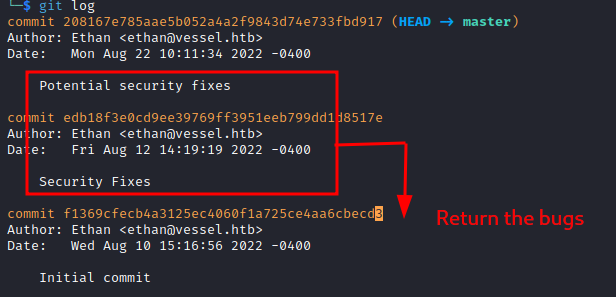 $ git log
commit 208167e785aae5b052a4a2f9843d74e733fbd917 (HEAD → master)
Author: Ethan <ethan@vessel.htb>
Date:   Mon Aug 22 10:11:34 2022 -0400
Potential security fixes
commit edb18f3e0cd9ee39769ff3951eeb799dd1d8517e
Author: Ethan <ethan@vessel.htb>
Date:   Fri Aug 12 14:19:19 2022 -0400
Security Fixes
commit f1369cfecb4a3125ec4060f1a725ce4aa6cbecd3
Return the bugs
Author: Ethan <ethan@vessel.htb>
Date:   Wed Aug 10 15:16:56 2022 -0400
Initial commit